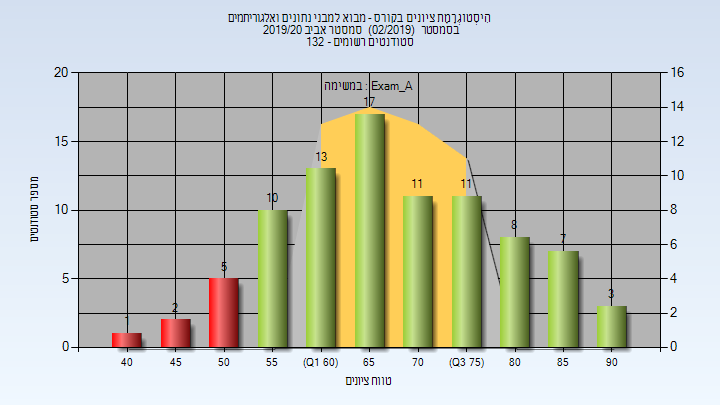 היסטוגרמת ציונים בקורס - מבוא למבני נתונים ואלגוריתמים
בסמסטר (02/2019) סמסטר אביב 2019/20
סטודנטים רשומים - 132
במשימה : Exam_A
20 16
14
15 12
10
10 8
6
5 4
2
0 0
1 2 5 10 13 17 11 11 8 7 3
40 45 50 55 (Q1 60) 65 70 (Q3 75) 80 85 90
מספר סטודנטים
טווח ציונים